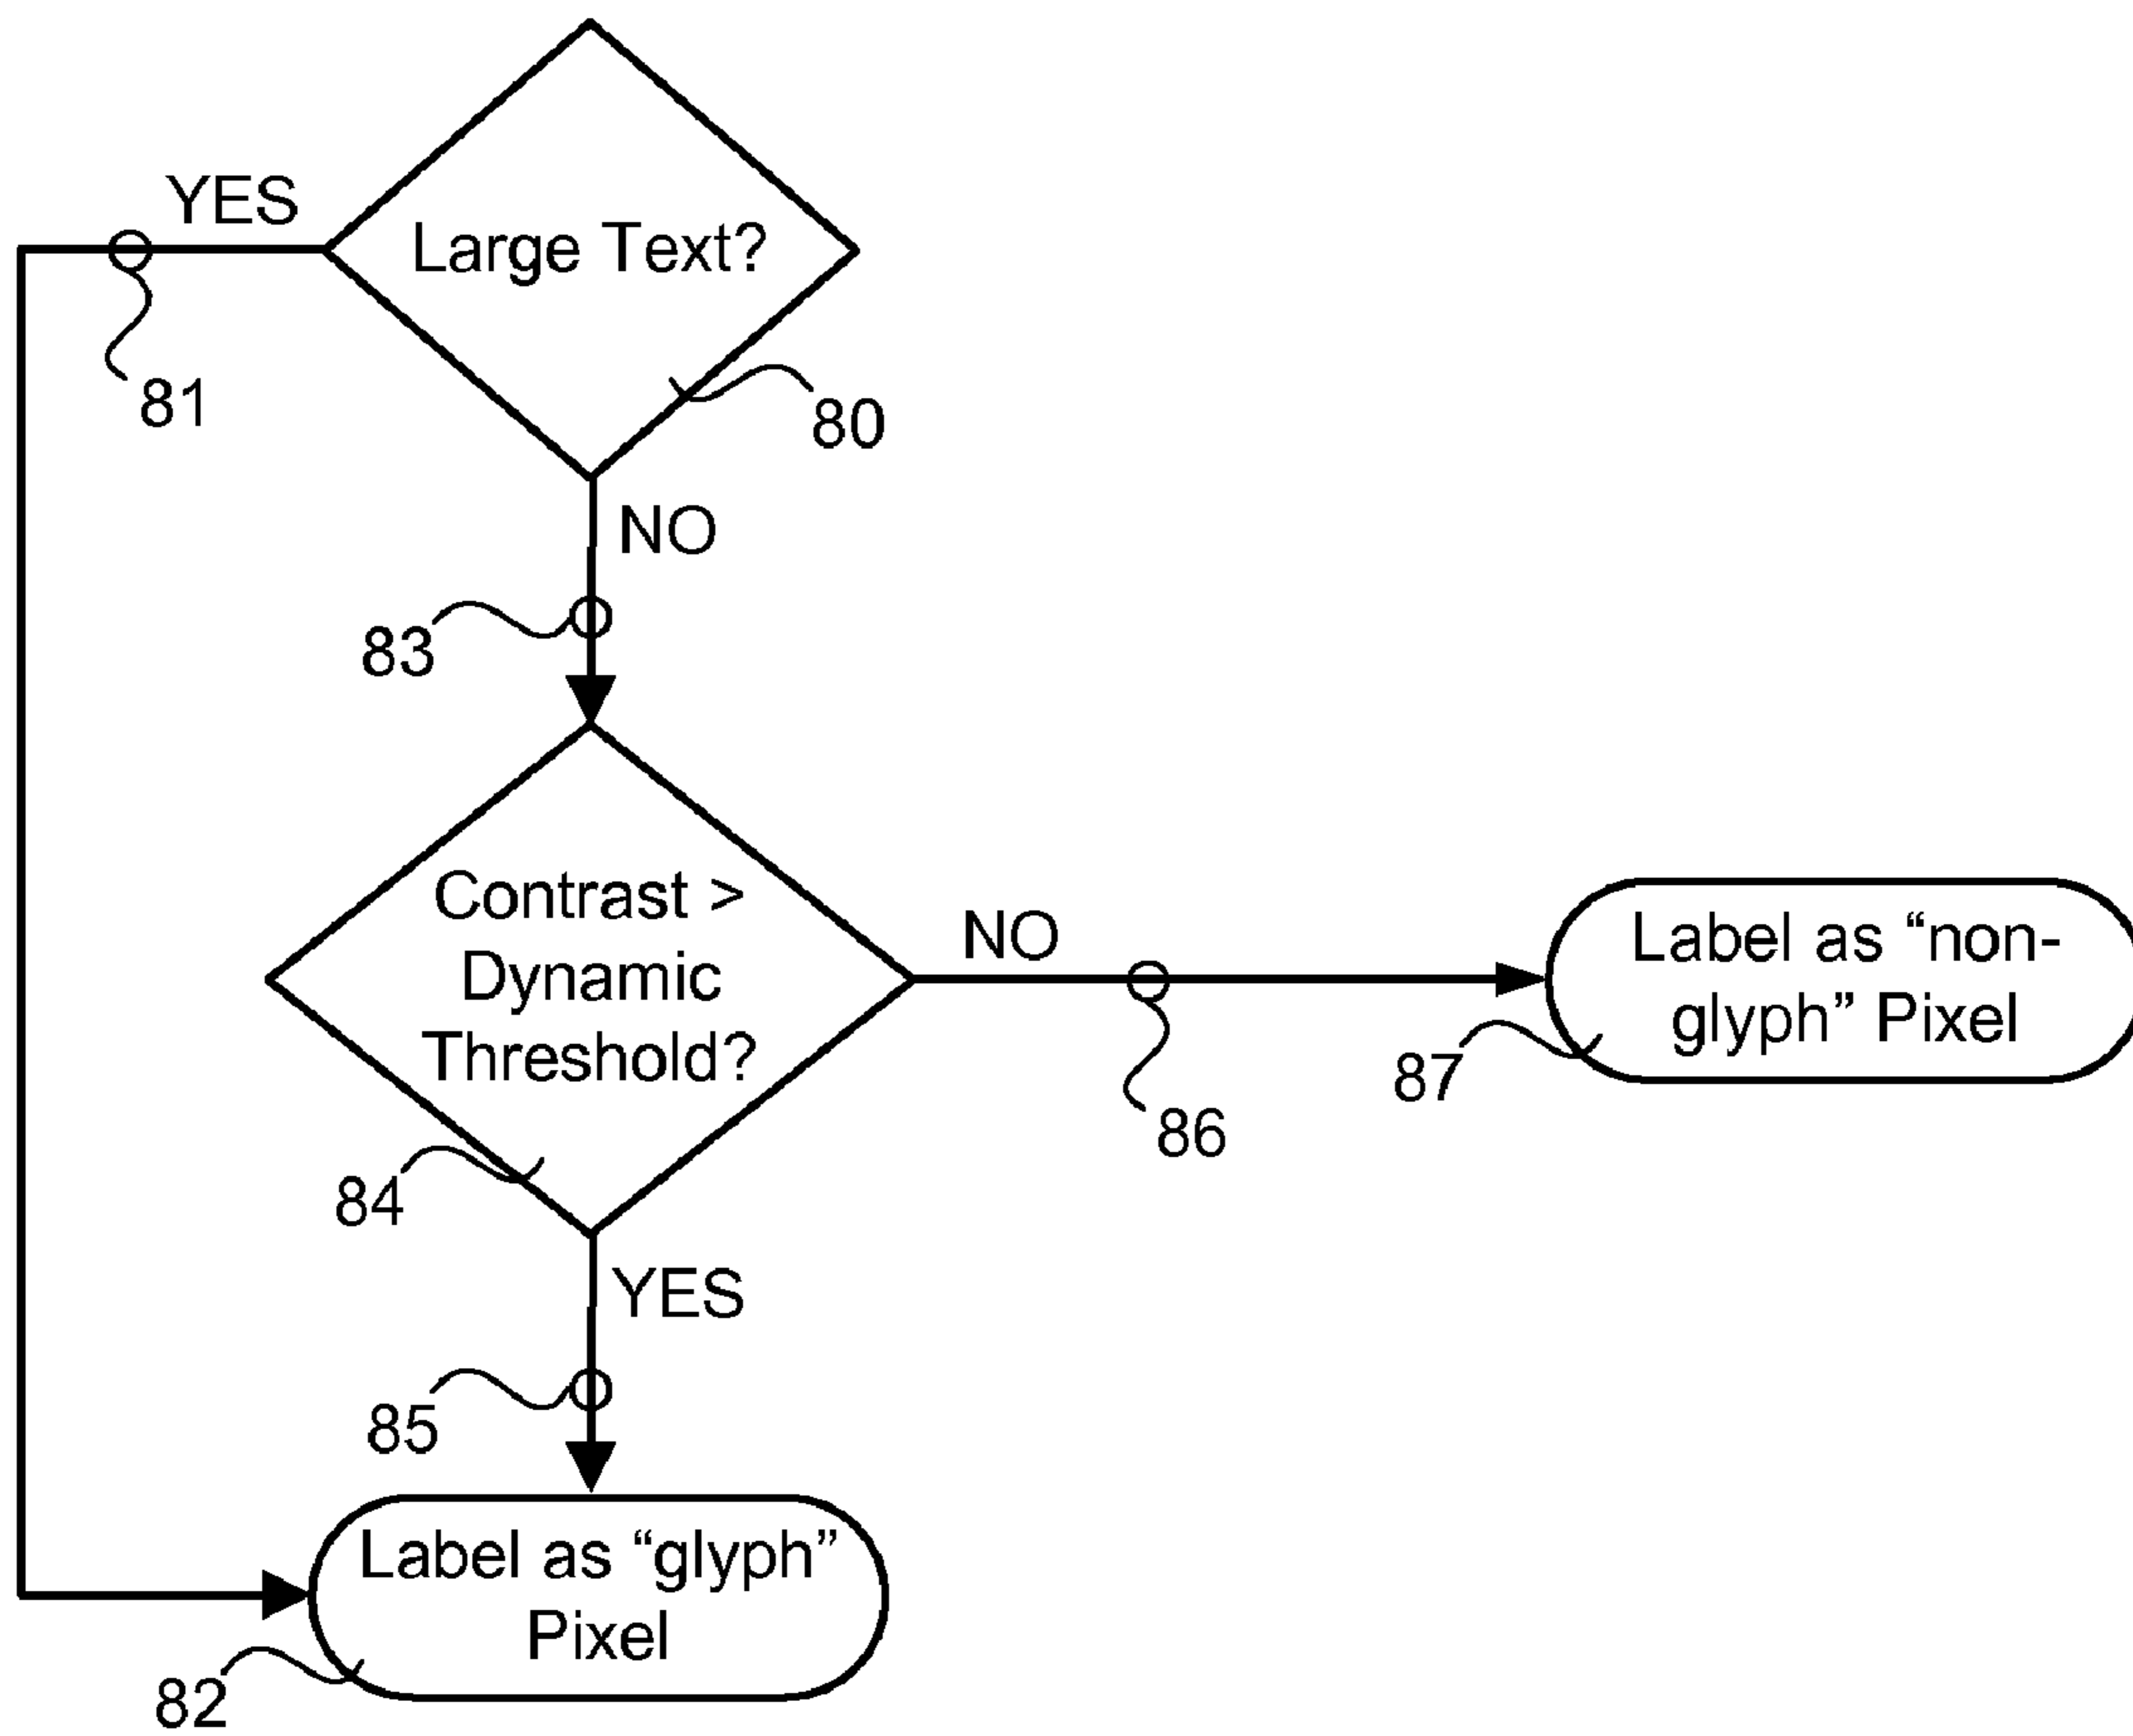 YES
Large Text?
81
80
NO
83
Contrast >
Dynamic
Threshold?
NO
Label as “non-
glyph” Pixel
87
86
84
YES
85
Label as “glyph”
Pixel
82